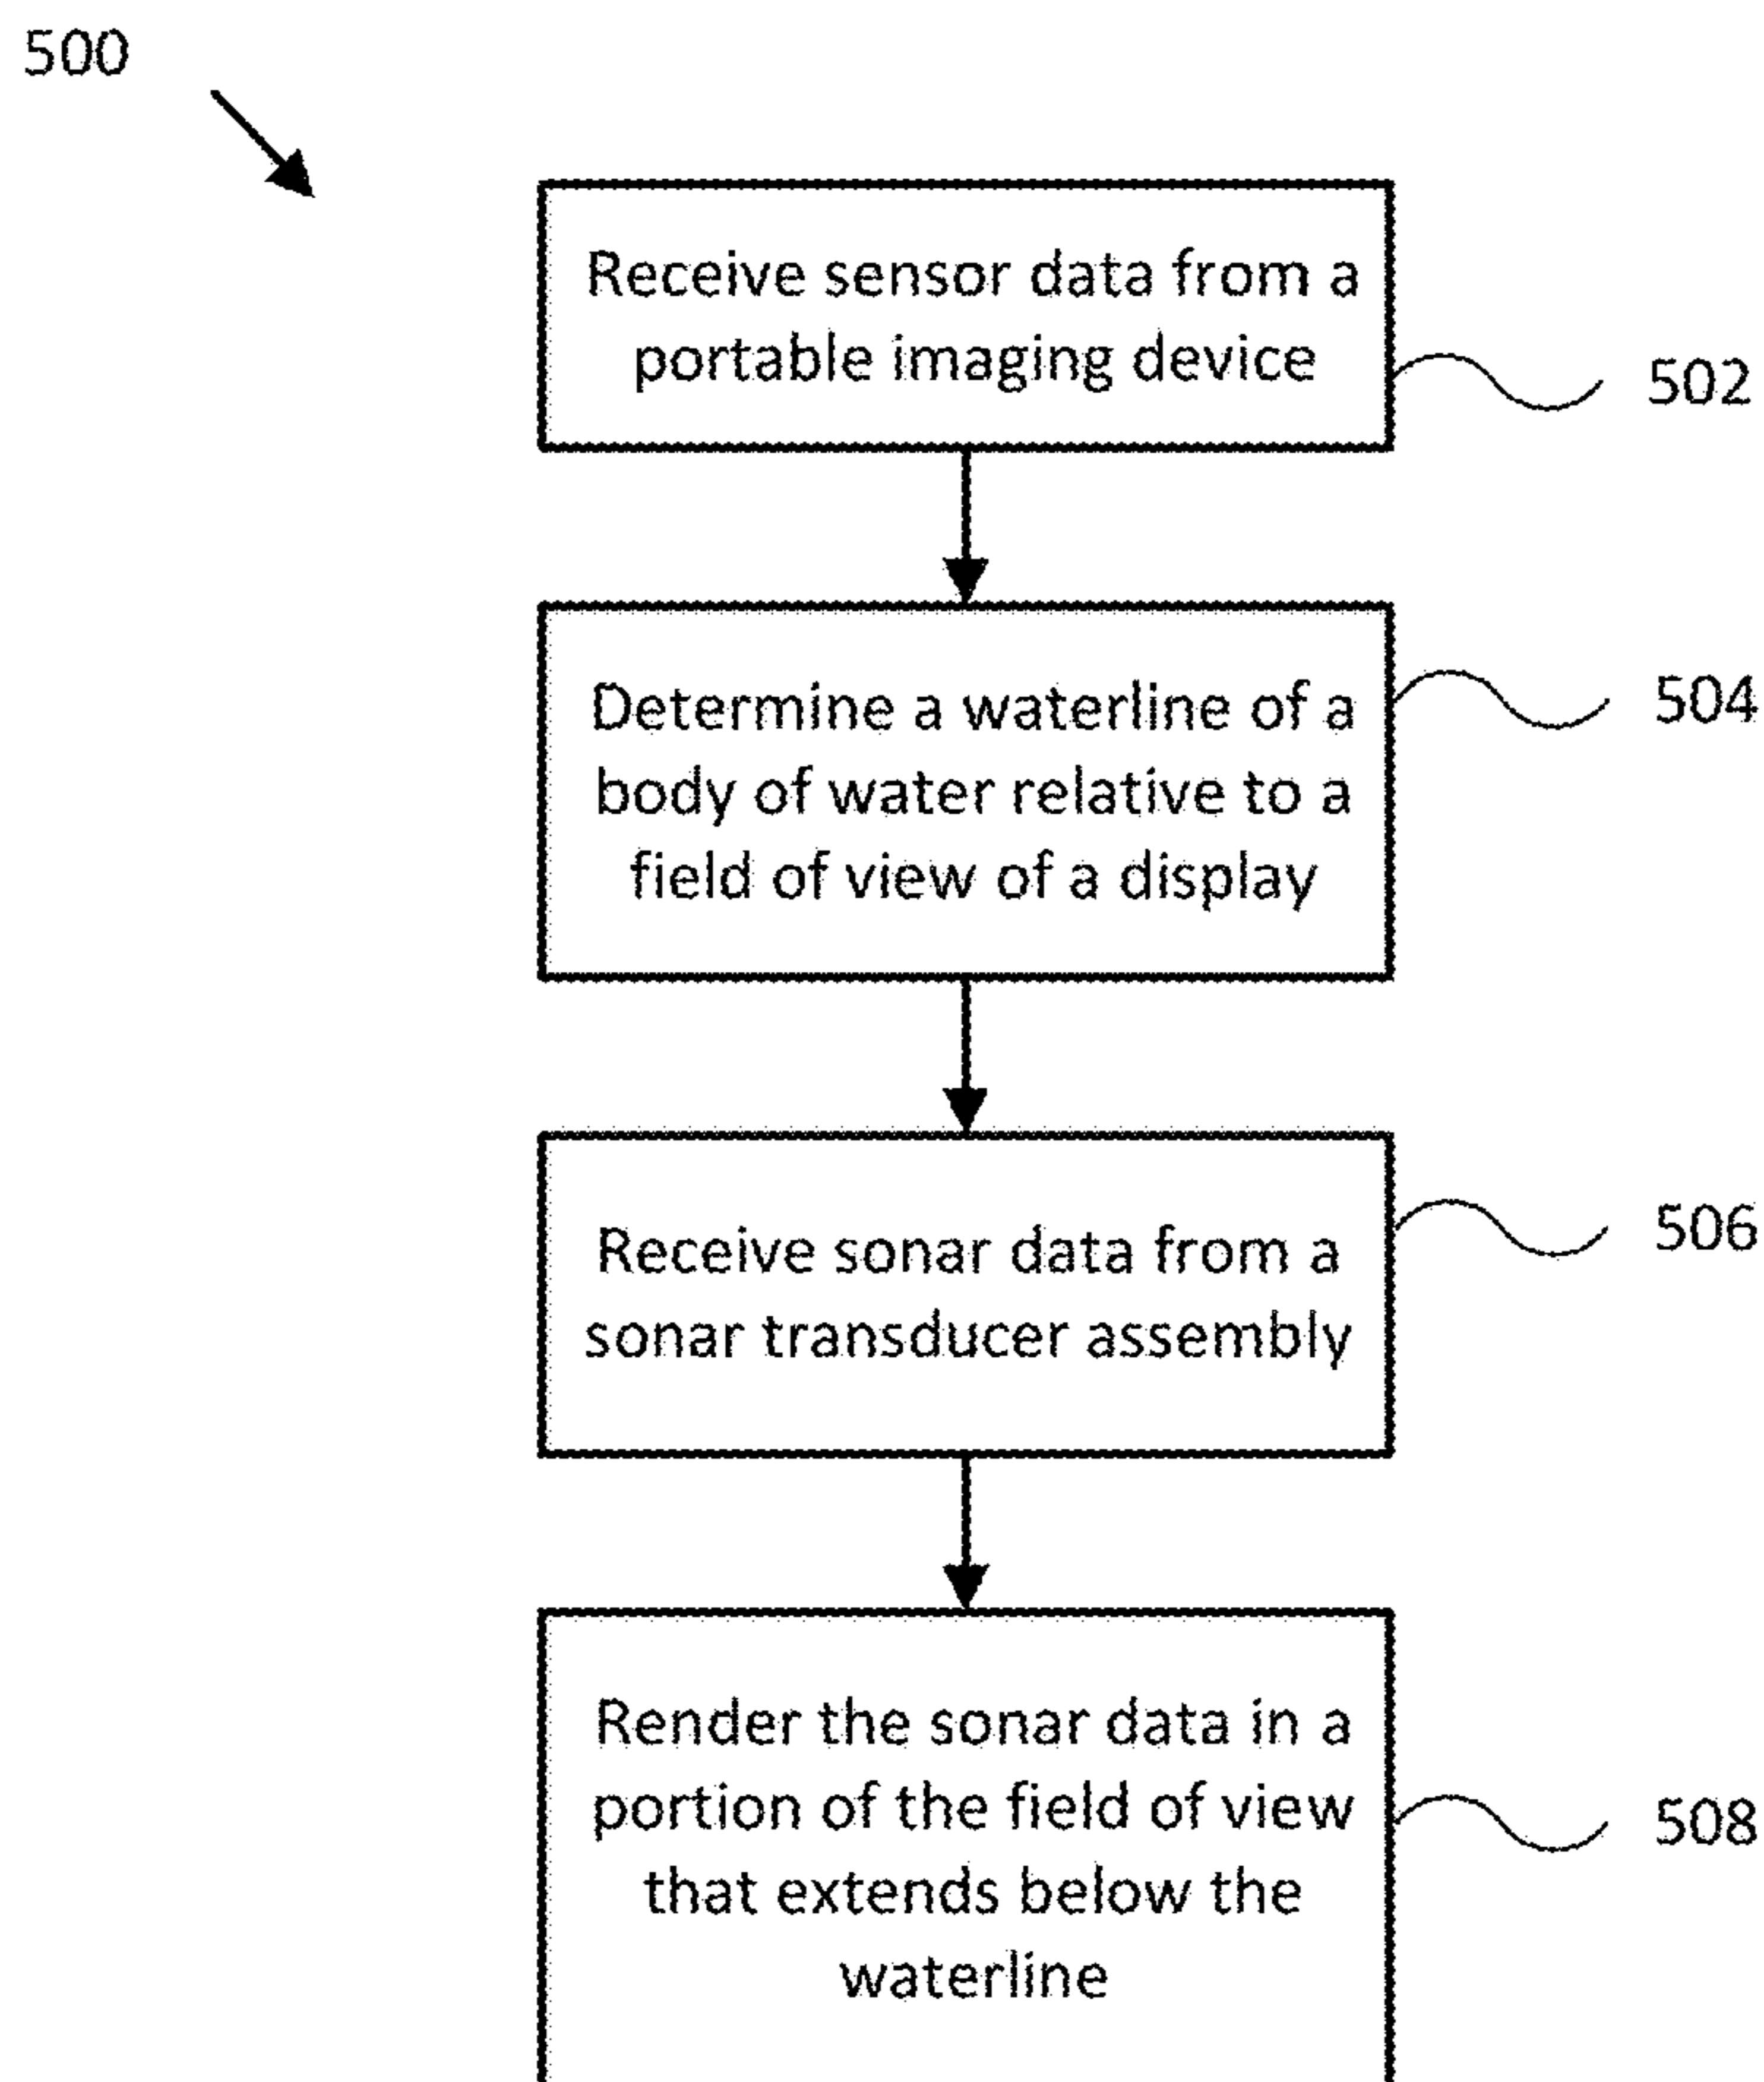 500
Receive sensor data from a
portable imaging device
502
Determine a waterline of a
body of water relative to a
field of view of a display
504
Receive sonar data from a
sonar transducer assembly
506
Render the sonar data in a
portion of the field of view
that extends below the
waterline
508